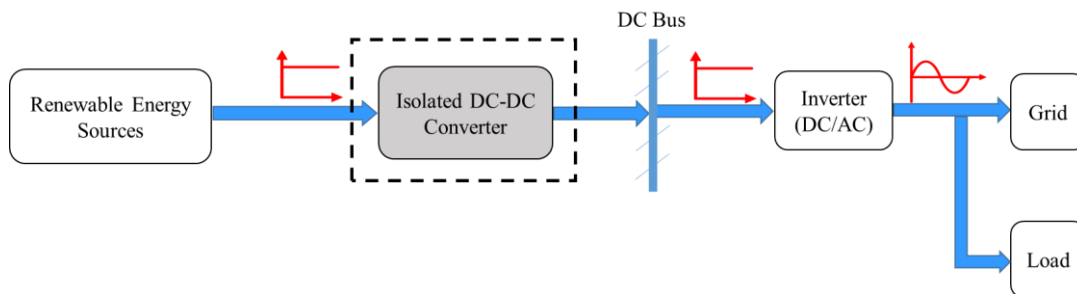 DC Bus
Renewable Energy
Sources
Isolated DC-DC
Converter
Inverter
(DC/AC)
Grid
Load